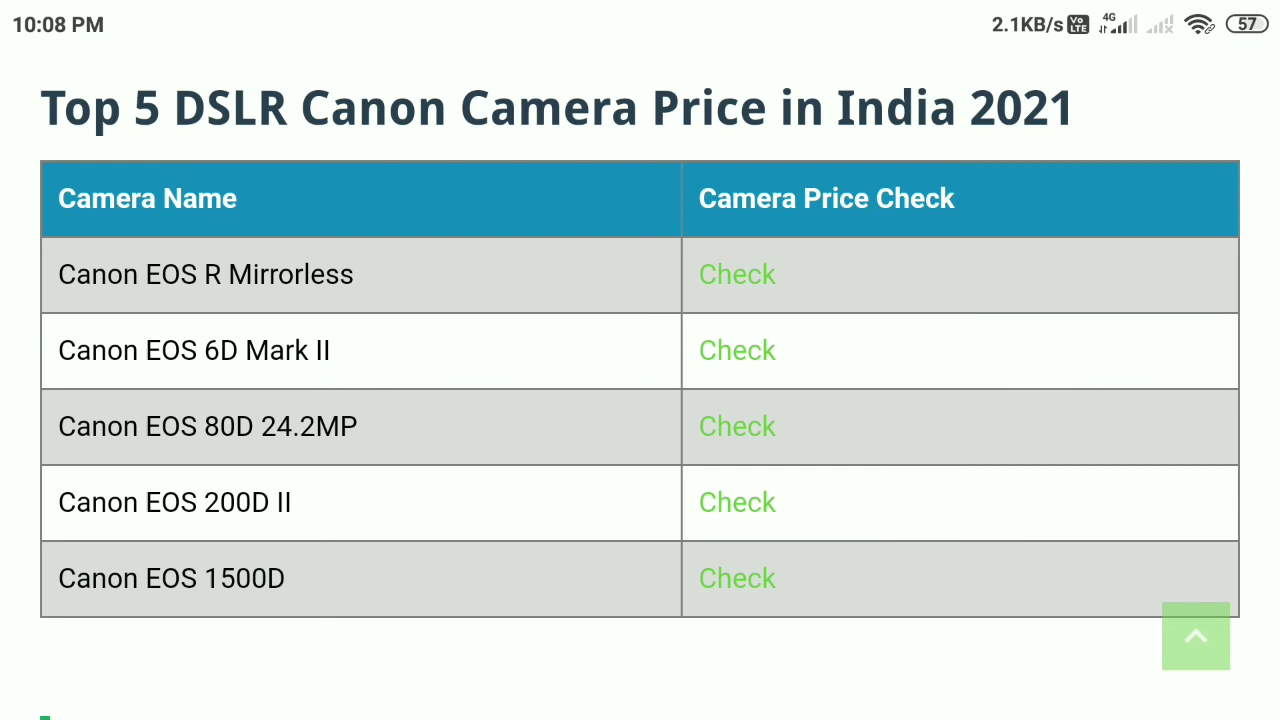 10:08 PM 2.1KB/s Vo LTE 4G 57
Top 5 DSLR Canon Camera Price in India 2021
Camera Name Camera Price Check
Canon EOS R Mirrorless Check
Canon EOS 6D Mark II Check
Canon EOS 80D 24.2MP Check
Canon EOS 200D II Check
Canon EOS 1500D Check